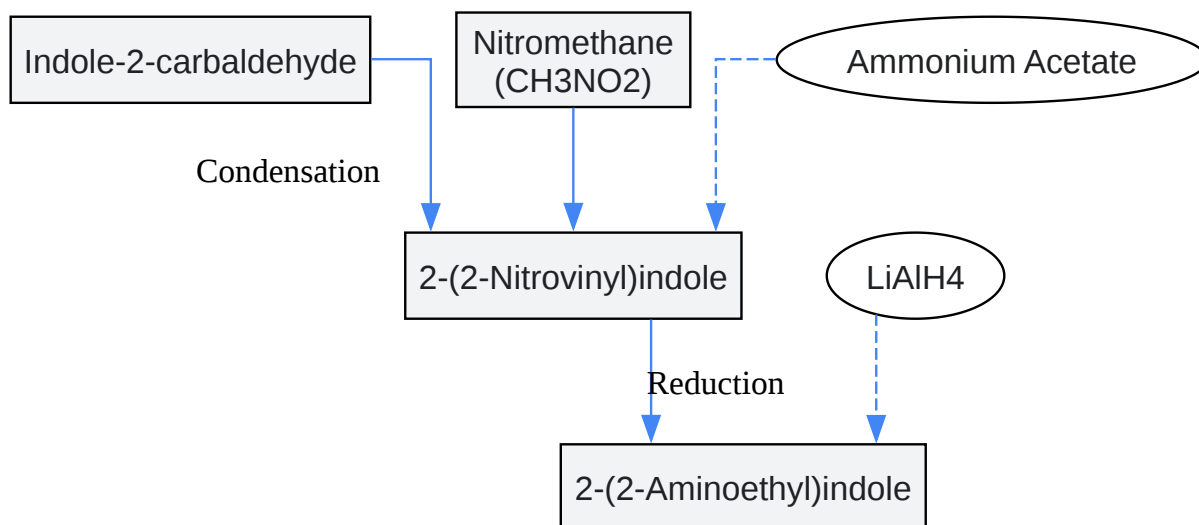 Indole-2-carbaldehyde
Nitromethane
(CH3NO2)
Ammonium Acetate
Condensation
2-(2-Nitrovinyl)indole
LiAlH4
Reduction
2-(2-Aminoethyl)indole